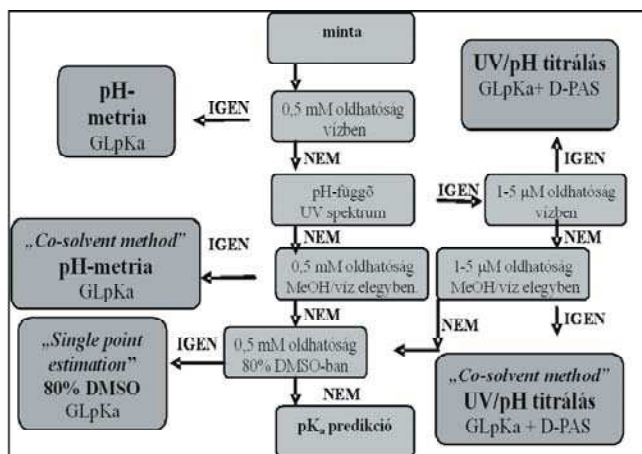 minta
UV/pH titrálás
GLpKa+ D-PAS
pH-
metria
GLpKa
IGEN
0,5 mM oldhatóság
vízben
IGEN
NEM
pH-függő
UV spektrum
IGEN
1-5 µM oldhatóság
vízben
NEM
NEM
„Co-solvent method”
pH-metria
GLpKa
IGEN
0,5 mM oldhatóság
MeOH/víz elegyben.
1-5 µM oldhatóság
MeOH/víz elegyben
NEM
NEM
IGEN
„Single point
estimation”
80% DMSO
GLpKa
IGEN
0,5 mM oldhatóság
80% DMSO-ban
NEM
„Co-solvent method”
UV/pH titrálás
GLpKa + D-PAS
pKa predikció